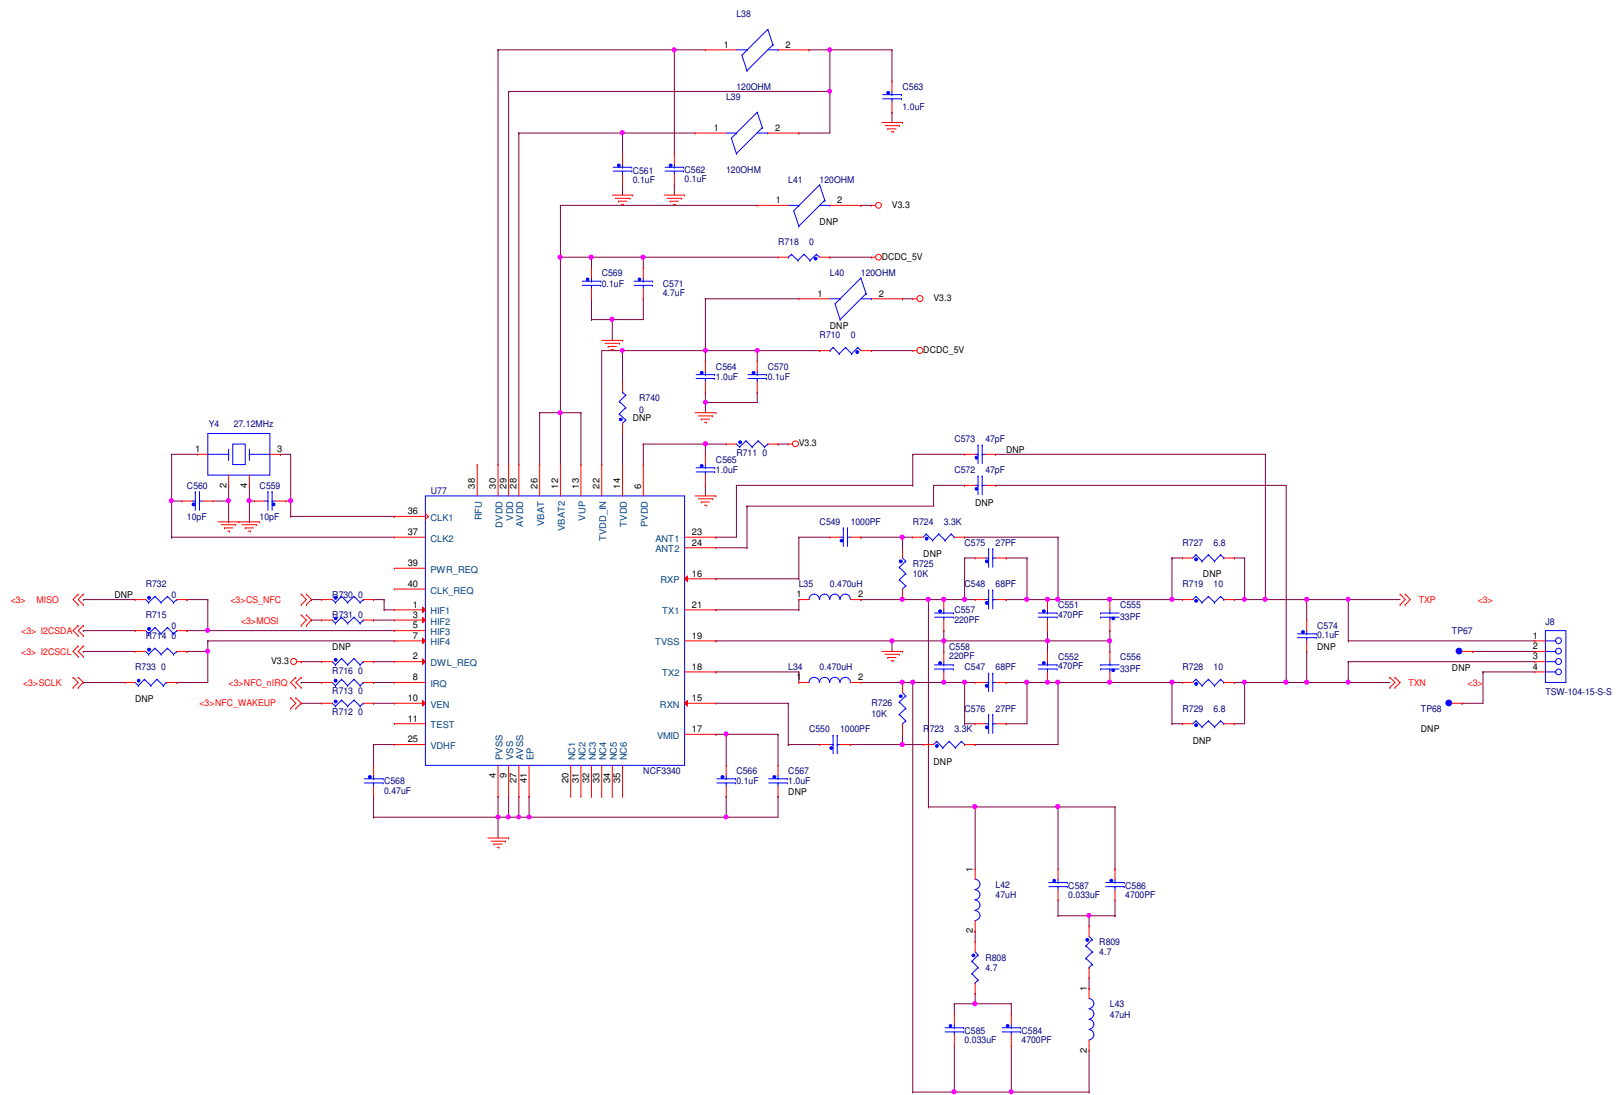 L38
1
2
120OHM
C563
1.0uF
L39
1
2
120OHM
C561
0.1uF
C562
0.1uF
L41 120OHM
1
2
V3.3
DNP
R718 0
DCDC_5V
C569
0.1uF
C571
4.7uF
L40 120OHM
1
2
V3.3
DNP
R710 0
DCDC_5V
C564
1.0uF
C570
0.1uF
R740
0
DNP
V3.3
R711 0
C565
1.0uF
Y4 27.12MHz
1
3
2
4
C560
10pF
C559
10pF
U77
38
30
29
28
26
12
13
22
14
6
RFU
DVDD
VDD
AVDD
VBAT
VBAT2
VUP
TVDD_IN
TVDD
PVDD
36 CLK1
37 CLK2
39 PWR_REQ
40 CLK_REQ
1 HIF1
3 HIF2
5 HIF3
7 HIF4
2 DWL_REQ
8 IRQ
10 VEN
11 TEST
25 VDHF
ANT1 23
ANT2 24
RXP 16
TX1 21
TVSS 19
TX2 18
RXN 15
VMID 17
PVSS
VSS
AVSS
EP
NC1
NC2
NC3
NC4
NC5
NC6
4
9
27
41
20
31
32
33
34
35
NCF3340
<3> MISO
DNP
R732
0
R715
0
<3> I2CSDA
R714 0
<3> I2CSCL
R733 0
<3>SCLK
DNP
<3>CS_NFC
R730 0
<3>MOSI
R731 0
DNP
V3.3
R716 0
<3>NFC_nIRQ
R713 0
<3>NFC_WAKEUP
R712 0
C568
0.47uF
C566
0.1uF
C567
1.0uF
DNP
C573 47pF
DNP
C572 47pF
DNP
C549 1000PF
R724 3.3K
DNP
R725
10K
C575 27PF
L35 0.470uH
1
2
C548 68PF
C557
220PF
C551
470PF
C555
33PF
C558
220PF
C552
470PF
C556
33PF
L34 0.470uH
1
2
C547 68PF
R726
10K
C576 27PF
C550 1000PF
R723 3.3K
DNP
R727 6.8
DNP
R719 10
R728 10
R729 6.8
DNP
C574
0.1uF
DNP
TXP <3>
TXN <3>
TP67
DNP
TP68
DNP
J8
1
2
3
4
TSW-104-15-S-S
1
L42
47uH
2
R808
4.7
C585
0.033uF
C584
4700PF
C587
0.033uF
C586
4700PF
R809
4.7
1
L43
47uH
2